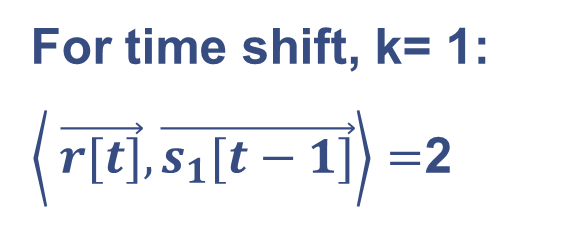 For time shift, k= 1:
⟨r⃗[t], s₁[t − 1]⃗⟩ =2